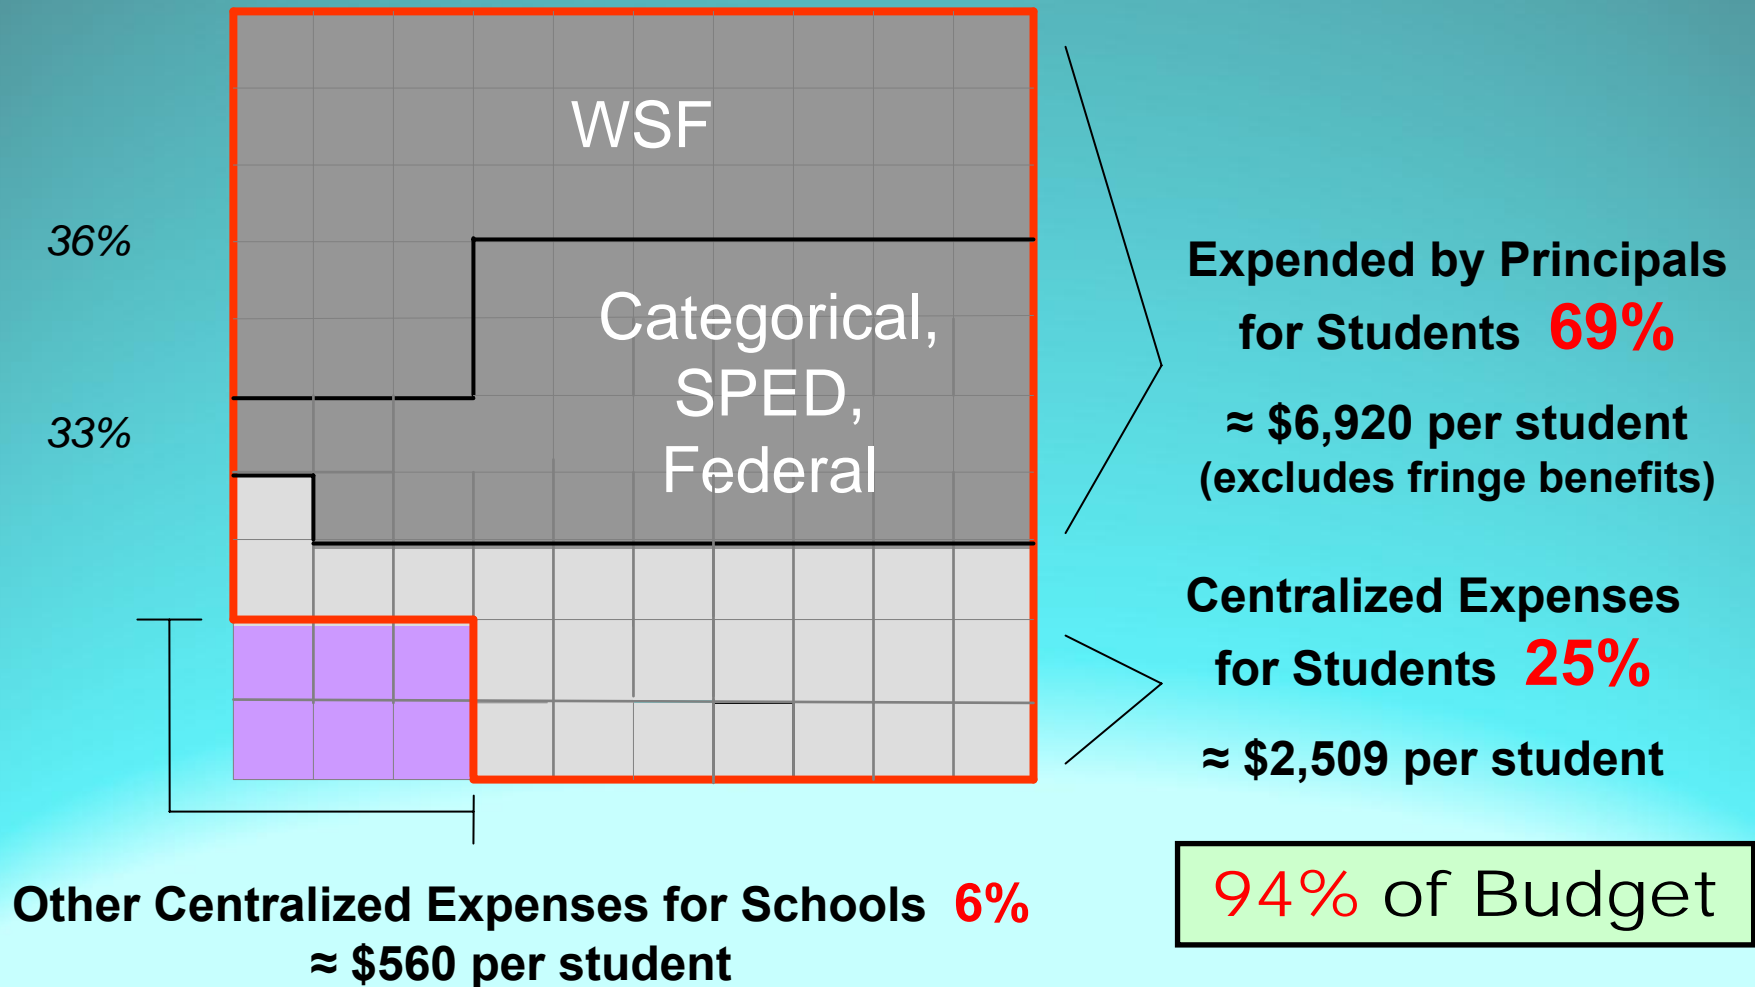 WSF
36%
Categorical,
SPED,
Federal
33%
Expended by Principals
for Students 69%
≈ $6,920 per student
(excludes fringe benefits)
Centralized Expenses
for Students 25%
≈ $2,509 per student
94% of Budget
Other Centralized Expenses for Schools 6%
≈ $560 per student